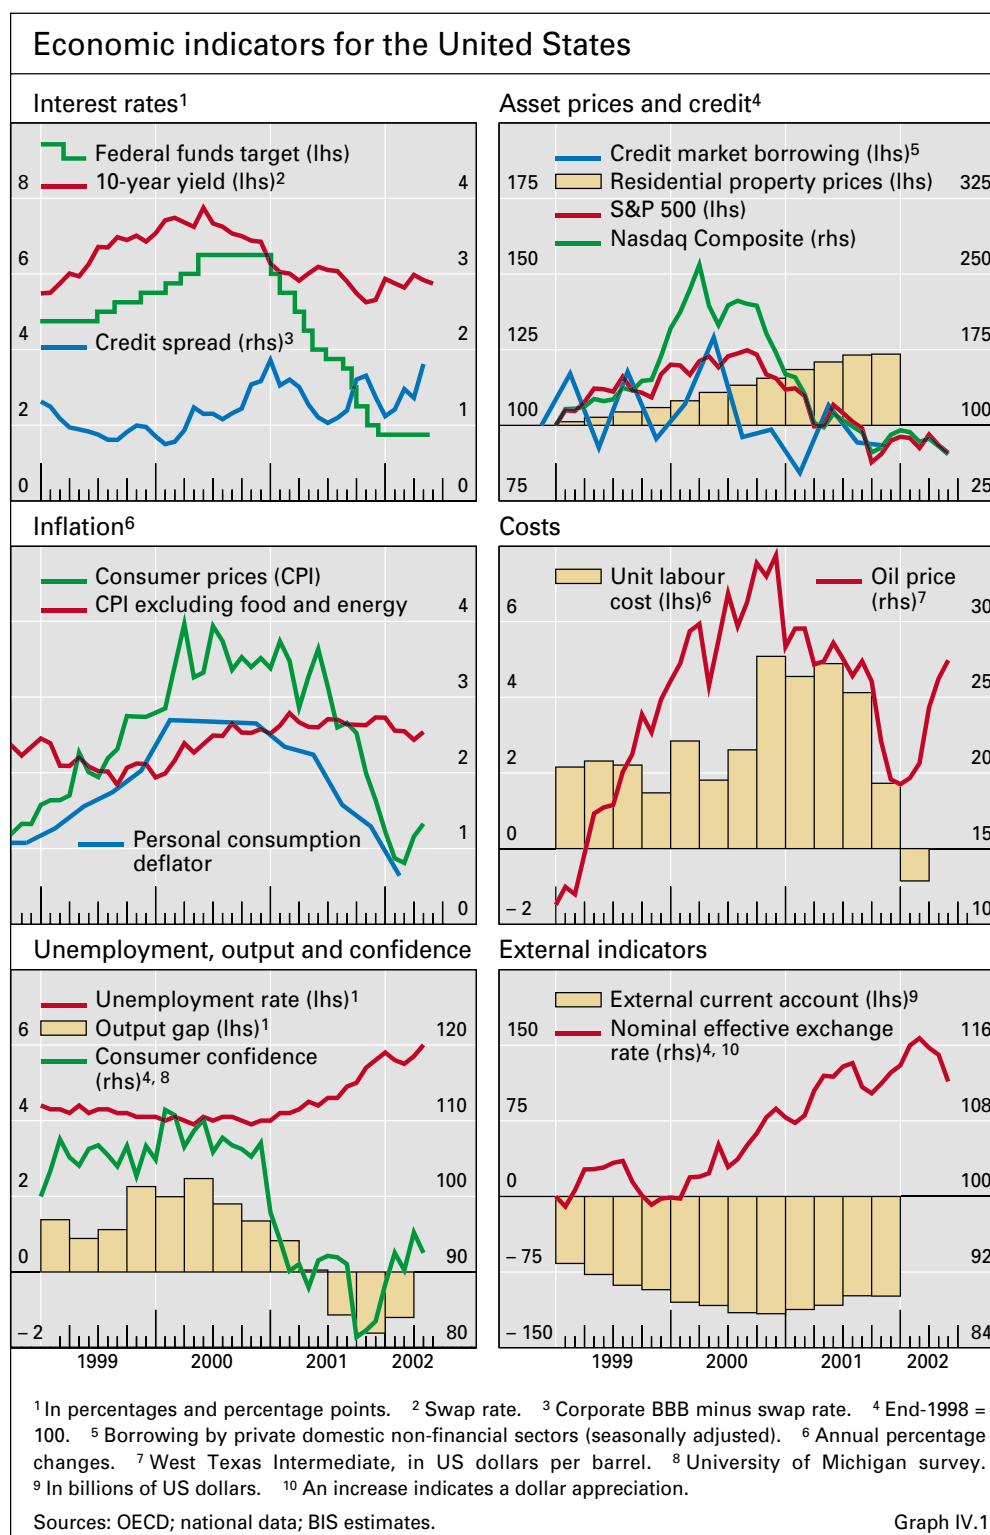 Economic indicators for the United States
Interest rates¹
Federal funds target (lhs)
10-year yield (lhs)²
Credit spread (rhs)³
8
6
4
2
0
4
3
2
1
0
Asset prices and credit⁴
Credit market borrowing (lhs)⁵
Residential property prices (lhs)
S&P 500 (lhs)
Nasdaq Composite (rhs)
175
150
125
100
75
325
250
175
100
25
Inflation⁶
Consumer prices (CPI)
CPI excluding food and energy
Personal consumption
deflator
4
3
2
1
0
Costs
Unit labour
cost (lhs)⁶
Oil price
(rhs)⁷
6
4
2
0
–2
30
25
20
15
10
Unemployment, output and confidence
Unemployment rate (lhs)¹
Output gap (lhs)¹
Consumer confidence
(rhs)⁴, ⁸
6
4
2
0
–2
120
110
100
90
80
1999 2000 2001 2002
External indicators
External current account (lhs)⁹
Nominal effective exchange
rate (rhs)⁴, ¹⁰
150
75
0
–75
–150
116
108
100
92
84
1999 2000 2001 2002
¹ In percentages and percentage points. ² Swap rate. ³ Corporate BBB minus swap rate. ⁴ End-1998 =
100. ⁵ Borrowing by private domestic non-financial sectors (seasonally adjusted). ⁶ Annual percentage
changes. ⁷ West Texas Intermediate, in US dollars per barrel. ⁸ University of Michigan survey.
⁹ In billions of US dollars. ¹⁰ An increase indicates a dollar appreciation.
Sources: OECD; national data; BIS estimates. Graph IV.1